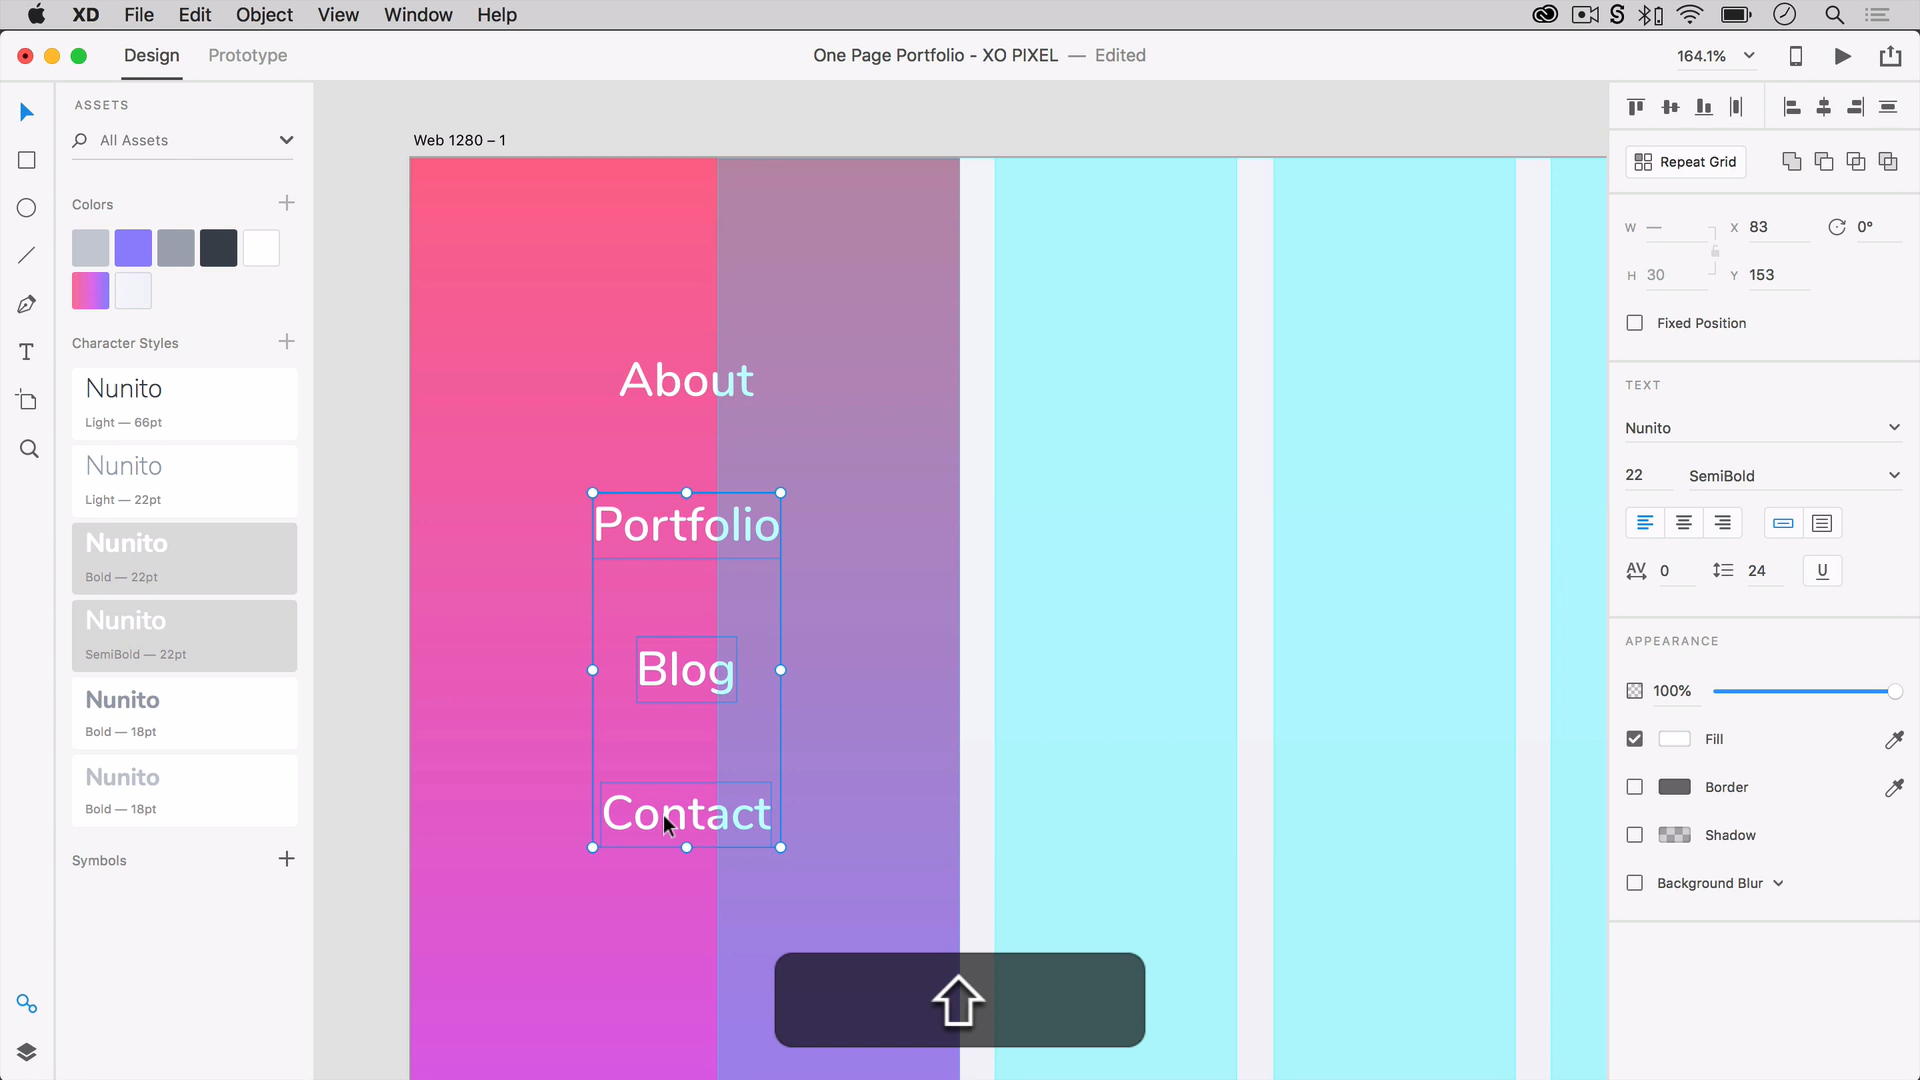 XD File Edit Object View Window Help
Design Prototype
One Page Portfolio - XO PIXEL — Edited
164.1%
ASSETS
All Assets
Colors
Character Styles
Nunito
Light — 66pt
Nunito
Light — 22pt
Nunito
Bold — 22pt
Nunito
SemiBold — 22pt
Nunito
Bold — 18pt
Nunito
Bold — 18pt
Symbols
Web 1280 – 1
About
Portfolio
Blog
Contact
Repeat Grid
W — X 83 0°
H 30 Y 153
Fixed Position
TEXT
Nunito
22 SemiBold
AV 0 24 U
APPEARANCE
100%
Fill
Border
Shadow
Background Blur